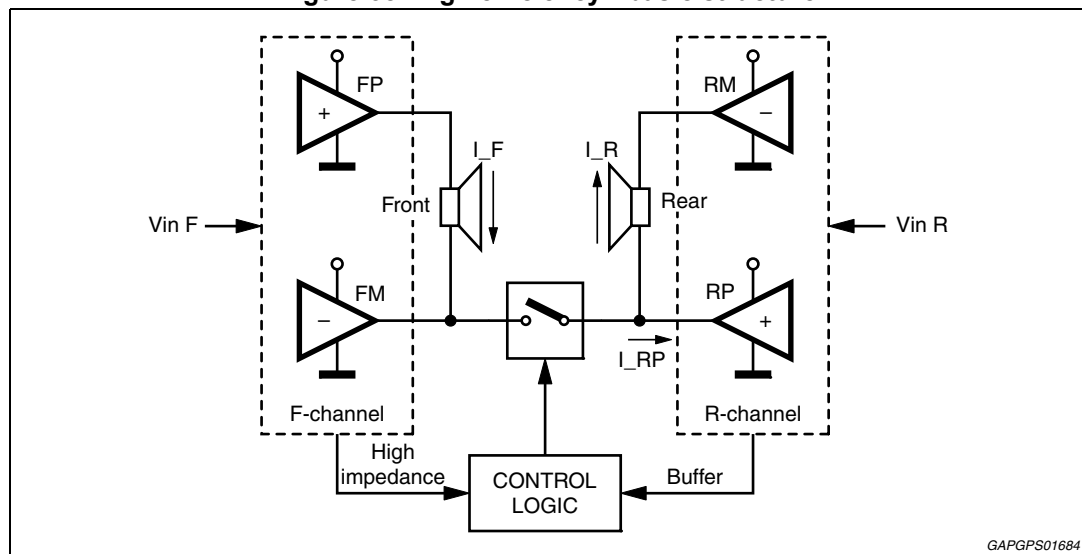 FP
RM
+
−
I_F
I_R
Front
Rear
Vin F
Vin R
FM
RP
−
+
I_RP
F-channel
R-channel
High
impedance
Buffer
CONTROL
LOGIC
GAPGPS01684